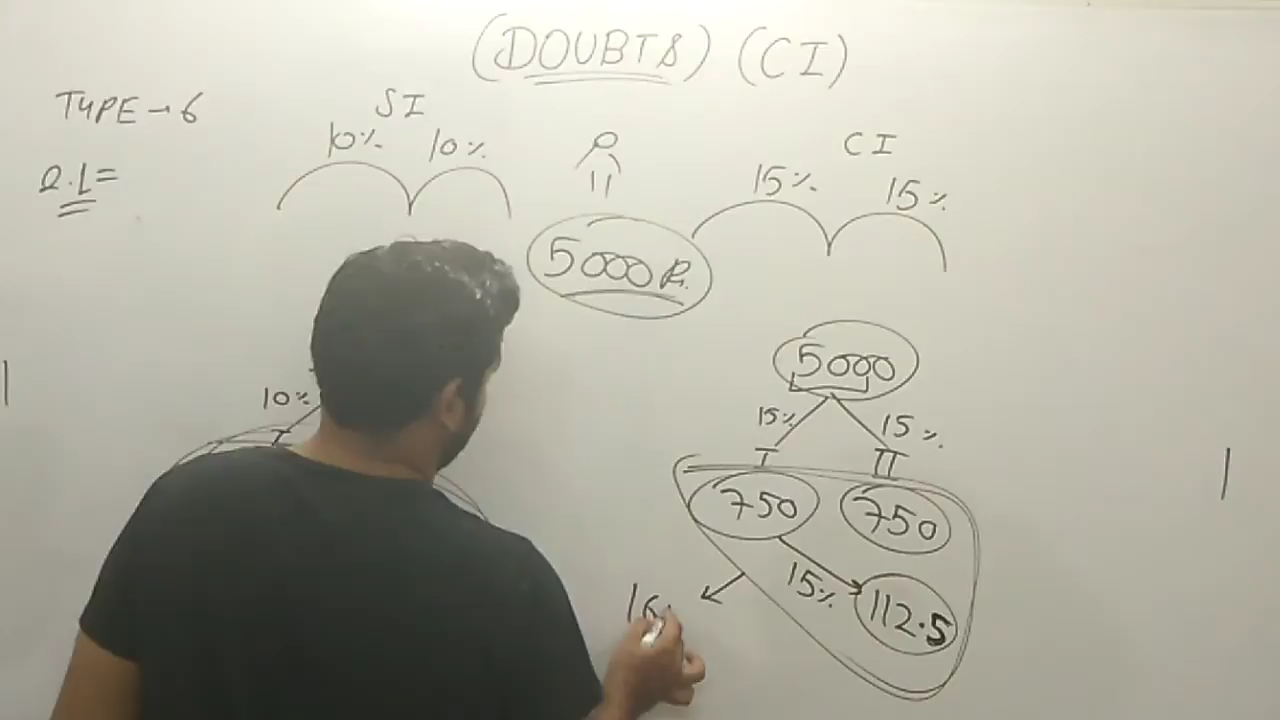 (DOUBTS) (CI)
TYPE → 6
SI
10% 10%
Q.1=
P
CI
15% 15%
5000 R.
5000
10%
I
15% 15%
I II
750 750
15%
112.5
16